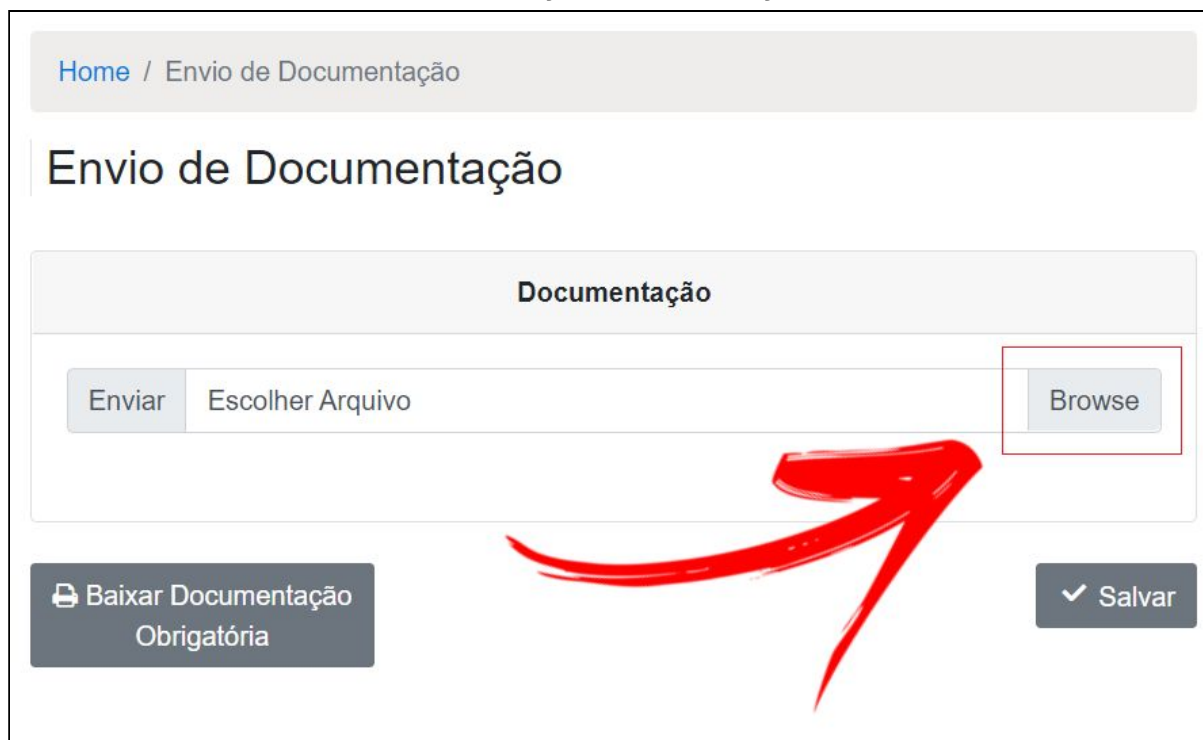 Home / Envio de Documentação
Envio de Documentação
Documentação
Enviar Escolher Arquivo Browse
Baixar Documentação
Obrigatória
Salvar